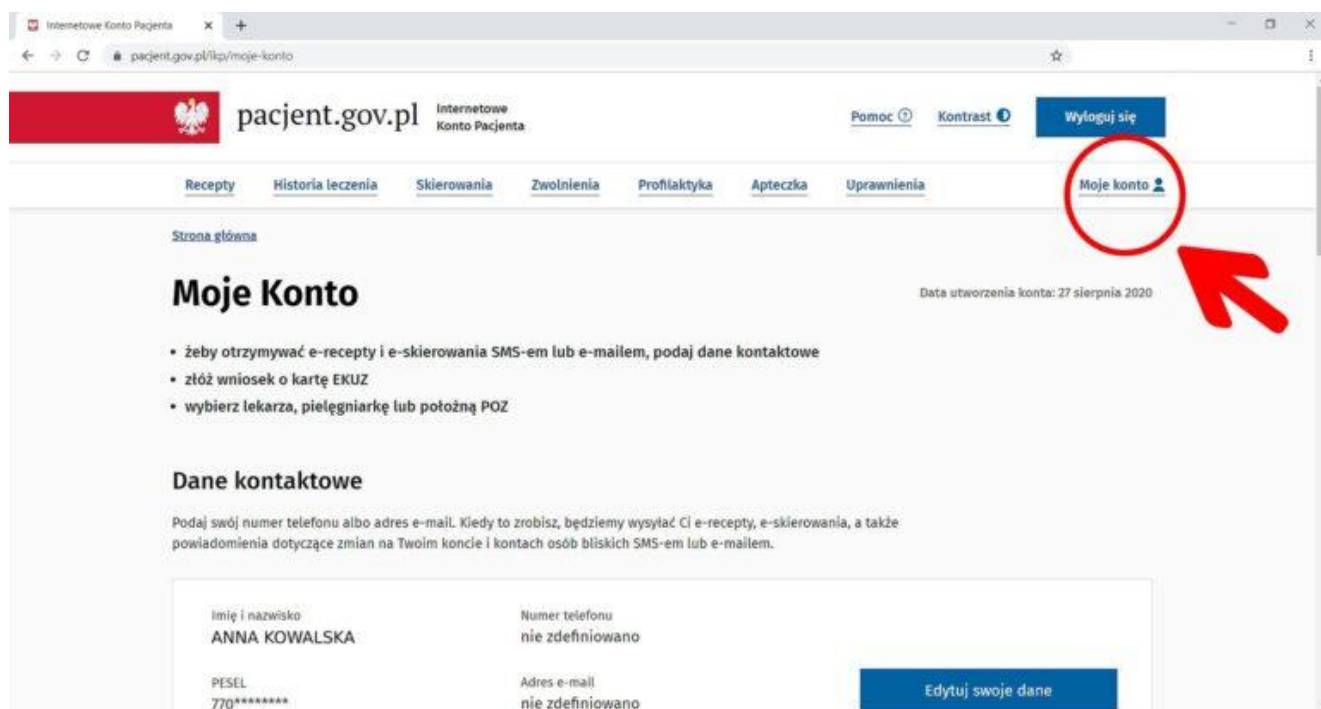 Internetowe Konto Pacjenta
pacjent.gov.pl/ikp/moje-konto
pacjent.gov.pl
Internetowe
Konto Pacjenta
Pomoc
Kontrast
Wyloguj się
Recepty Historia leczenia Skierowania Zwolnienia Profilaktyka Apteczka Uprawnienia Moje konto
Strona główna
Moje Konto
Data utworzenia konta: 27 sierpnia 2020
• żeby otrzymywać e-recepty i e-skierowania SMS-em lub e-mailem, podaj dane kontaktowe
• złóż wniosek o kartę EKUZ
• wybierz lekarza, pielęgniarkę lub położną POZ
Dane kontaktowe
Podaj swój numer telefonu albo adres e-mail. Kiedy to zrobisz, będziemy wysyłać Ci e-recepty, e-skierowania, a także
powiadomienia dotyczące zmian na Twoim koncie i kontach osób bliskich SMS-em lub e-mailem.
Imię i nazwisko
ANNA KOWALSKA
Numer telefonu
nie zdefiniowano
PESEL
770********
Adres e-mail
nie zdefiniowano
Edytuj swoje dane